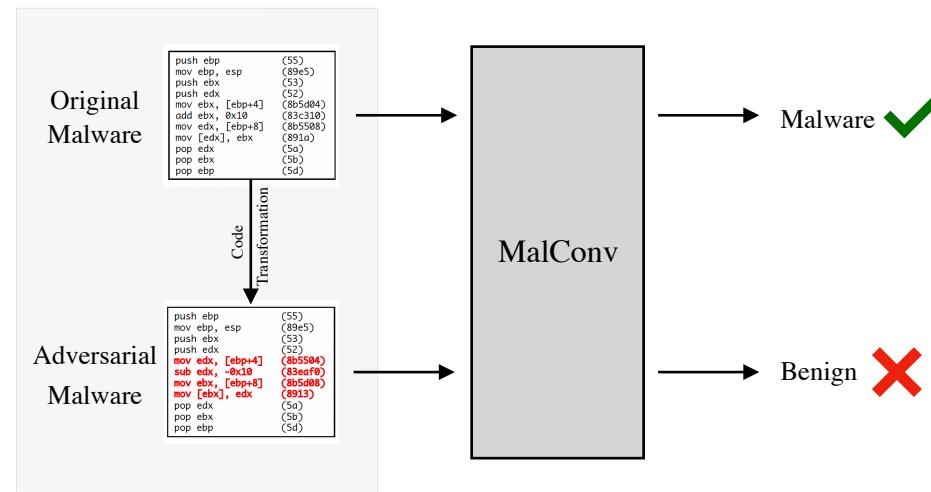 Original
Malware
push ebp (55)
mov ebp, esp (89e5)
push ebx (53)
push edx (52)
mov ebx, [ebp+4] (8b5d04)
add ebx, 0x10 (83c310)
mov edx, [ebp+8] (8b5508)
mov [edx], ebx (891a)
pop edx (5a)
pop ebx (5b)
pop ebp (5d)
Code
Transformation
Adversarial
Malware
push ebp (55)
mov ebp, esp (89e5)
push ebx (53)
push edx (52)
mov edx, [ebp+4] (8b5504)
sub edx, -0x10 (83eaf0)
mov ebx, [ebp+8] (8b5d08)
mov [ebx], edx (8913)
pop edx (5a)
pop ebx (5b)
pop ebp (5d)
MalConv
Malware
Benign